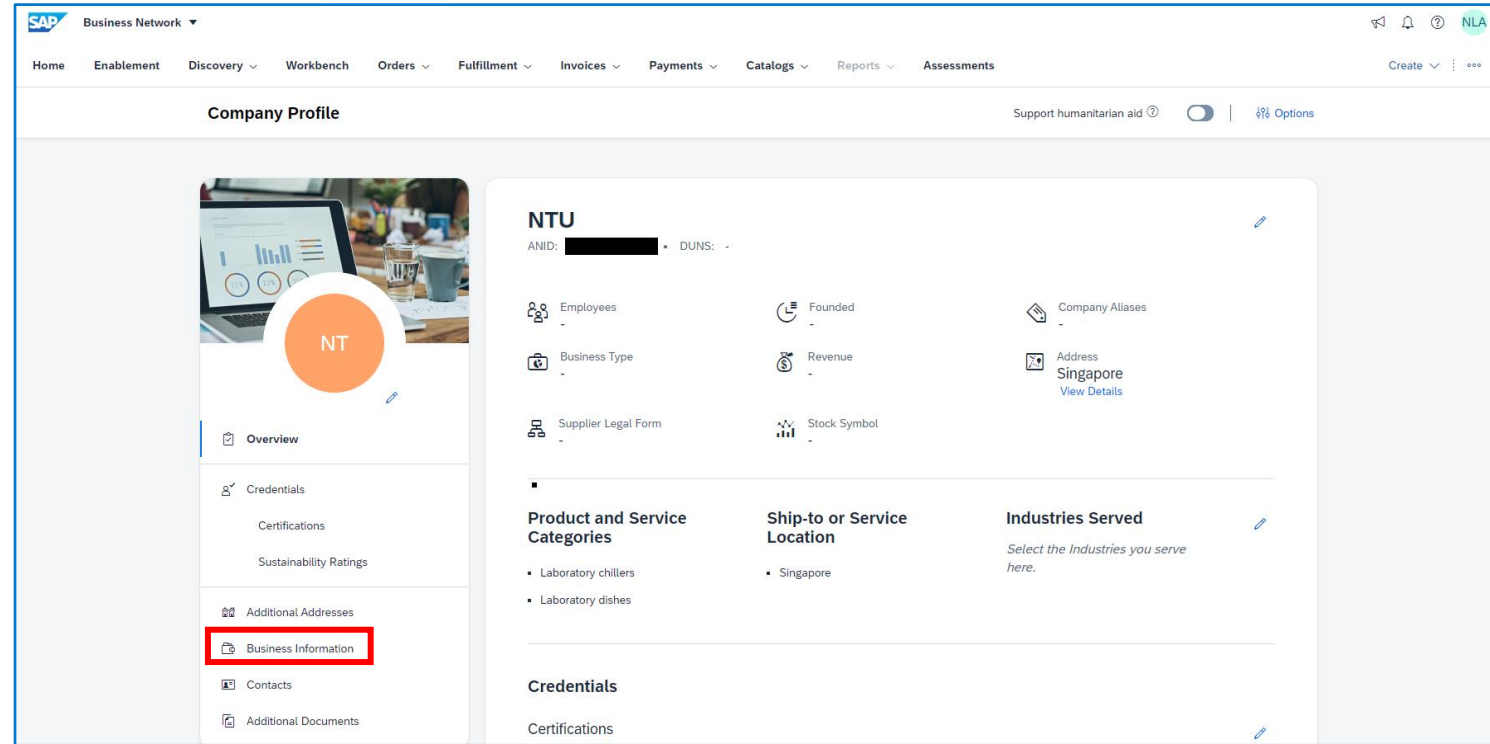 SAP Business Network
NLA
Home Enablement Discovery Workbench Orders Fulfillment Invoices Payments Catalogs Reports Assessments Create
Company Profile
Support humanitarian aid
Options
NT
Overview
Credentials
Certifications
Sustainability Ratings
Additional Addresses
Business Information
Contacts
Additional Documents
NTU
ANID: ▪ DUNS: -
Employees
-
Founded
-
Company Aliases
-
Business Type
-
Revenue
-
Address
Singapore
View Details
Supplier Legal Form
-
Stock Symbol
-
Product and Service
Categories
▪ Laboratory chillers
▪ Laboratory dishes
Ship-to or Service
Location
▪ Singapore
Industries Served
Select the Industries you serve
here.
Credentials
Certifications